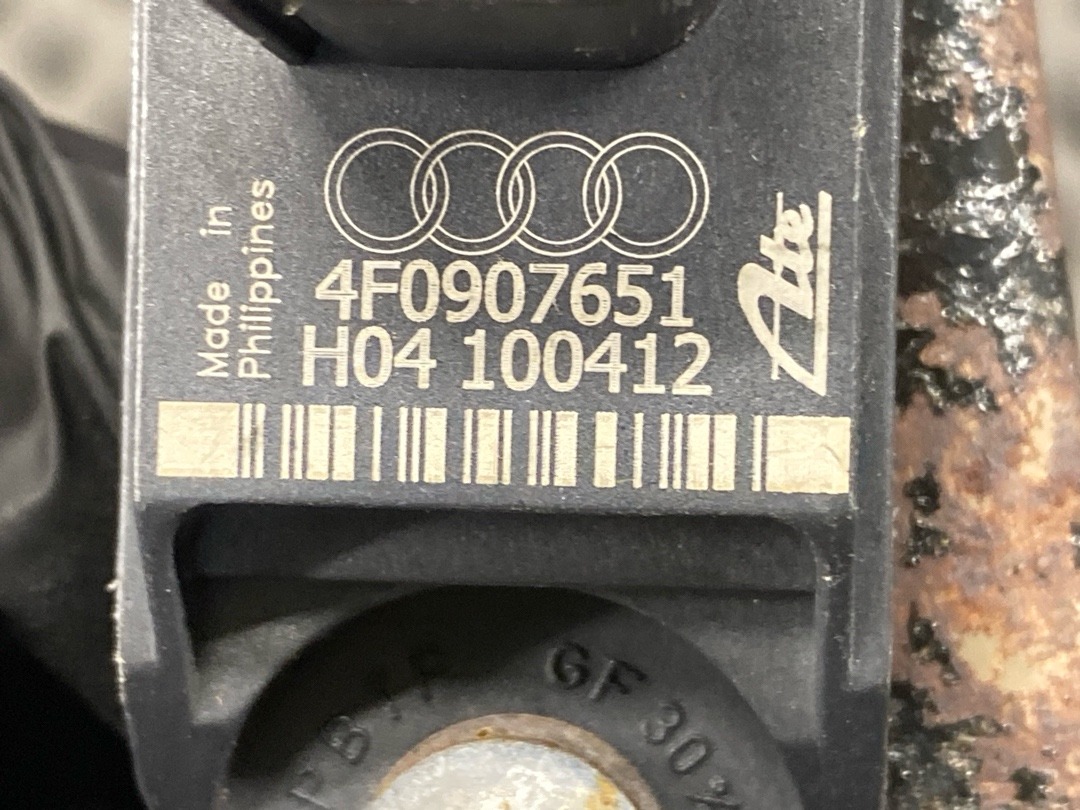 Made in
Philippines
4F0907651
H04 100412
Ate
GF 30%